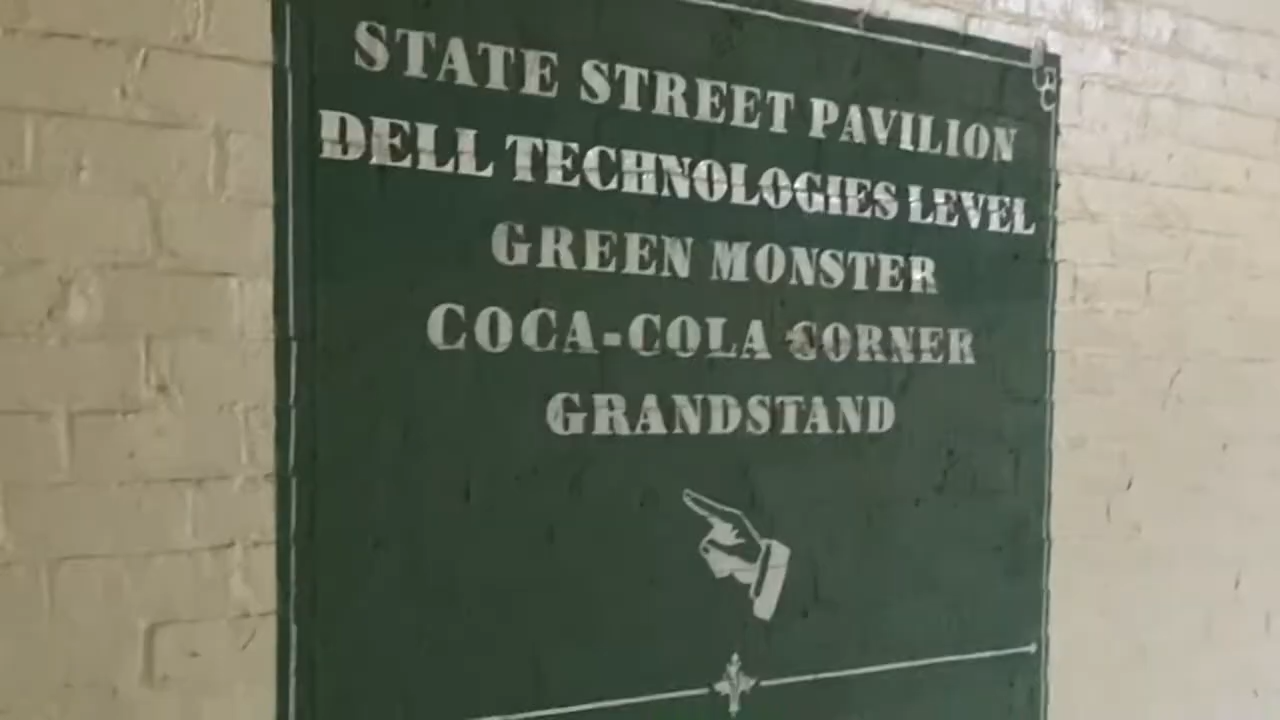 STATE STREET PAVILION
DELL TECHNOLOGIES LEVEL
GREEN MONSTER
COCA-COLA CORNER
GRANDSTAND